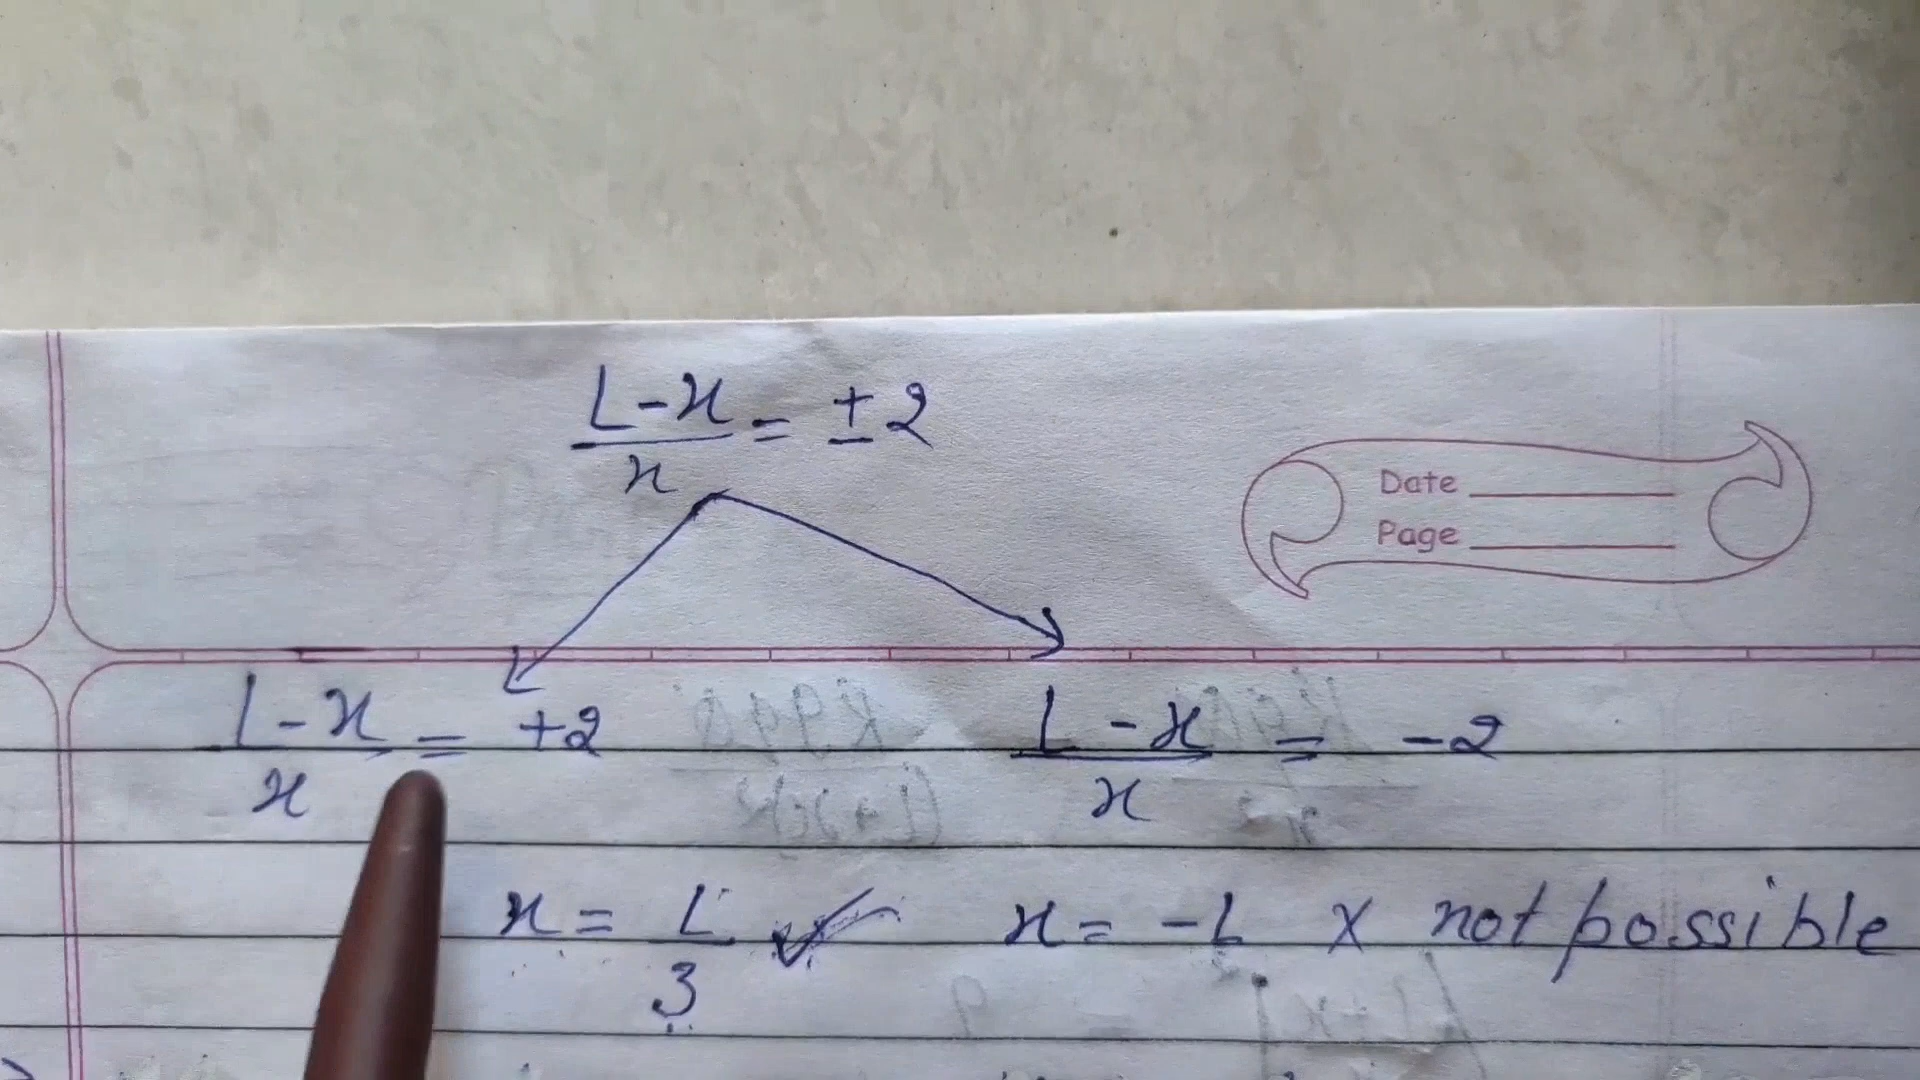 L-x/x = ±2
Date
Page
L-x/x = +2 L-x/x = -2
x = L/3 ✓ x = -L × not possible